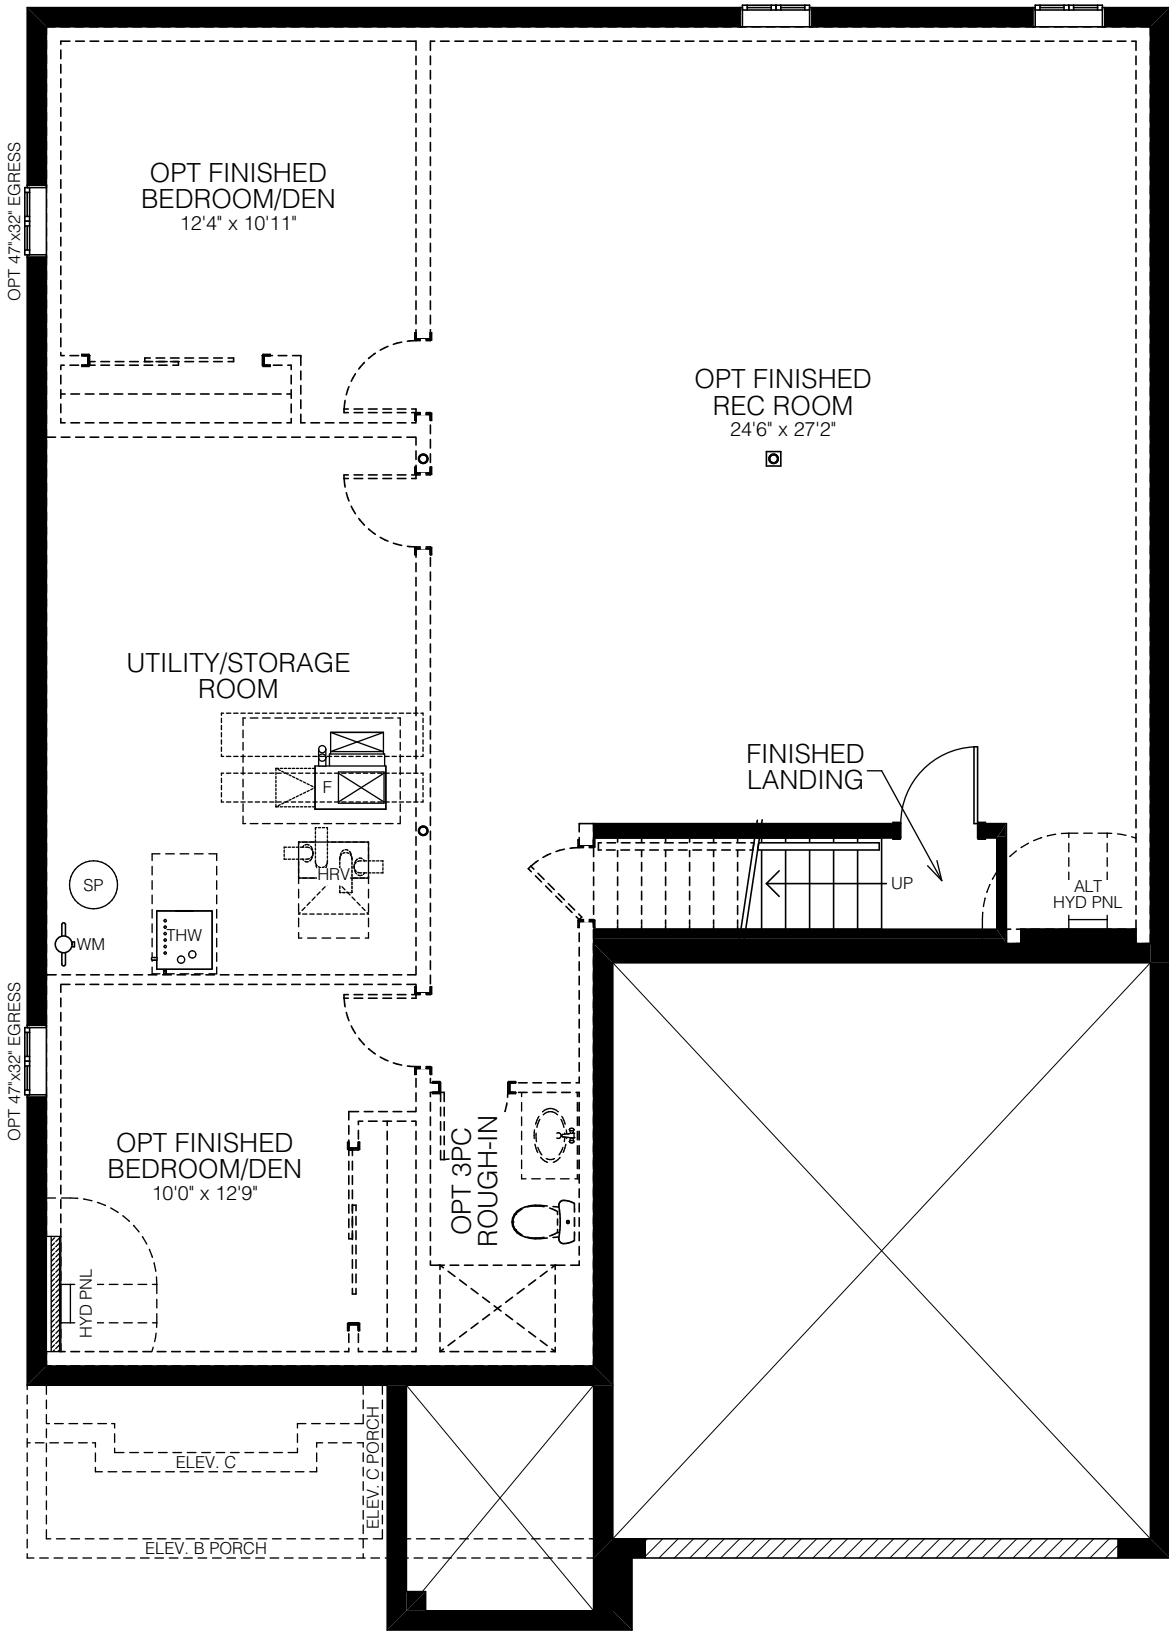 OPT 47"x32" EGRESS
OPT FINISHED
BEDROOM/DEN
12'4" x 10'11"
OPT FINISHED
REC ROOM
24'6" x 27'2"
UTILITY/STORAGE
ROOM
FINISHED
LANDING
F
HRV
SP
WM
THW
UP
ALT
HYD PNL
OPT 47"x32" EGRESS
OPT FINISHED
BEDROOM/DEN
10'0" x 12'9"
OPT 3PC
ROUGH-IN
HYD PNL
ELEV. C
ELEV. C PORCH
ELEV. B PORCH